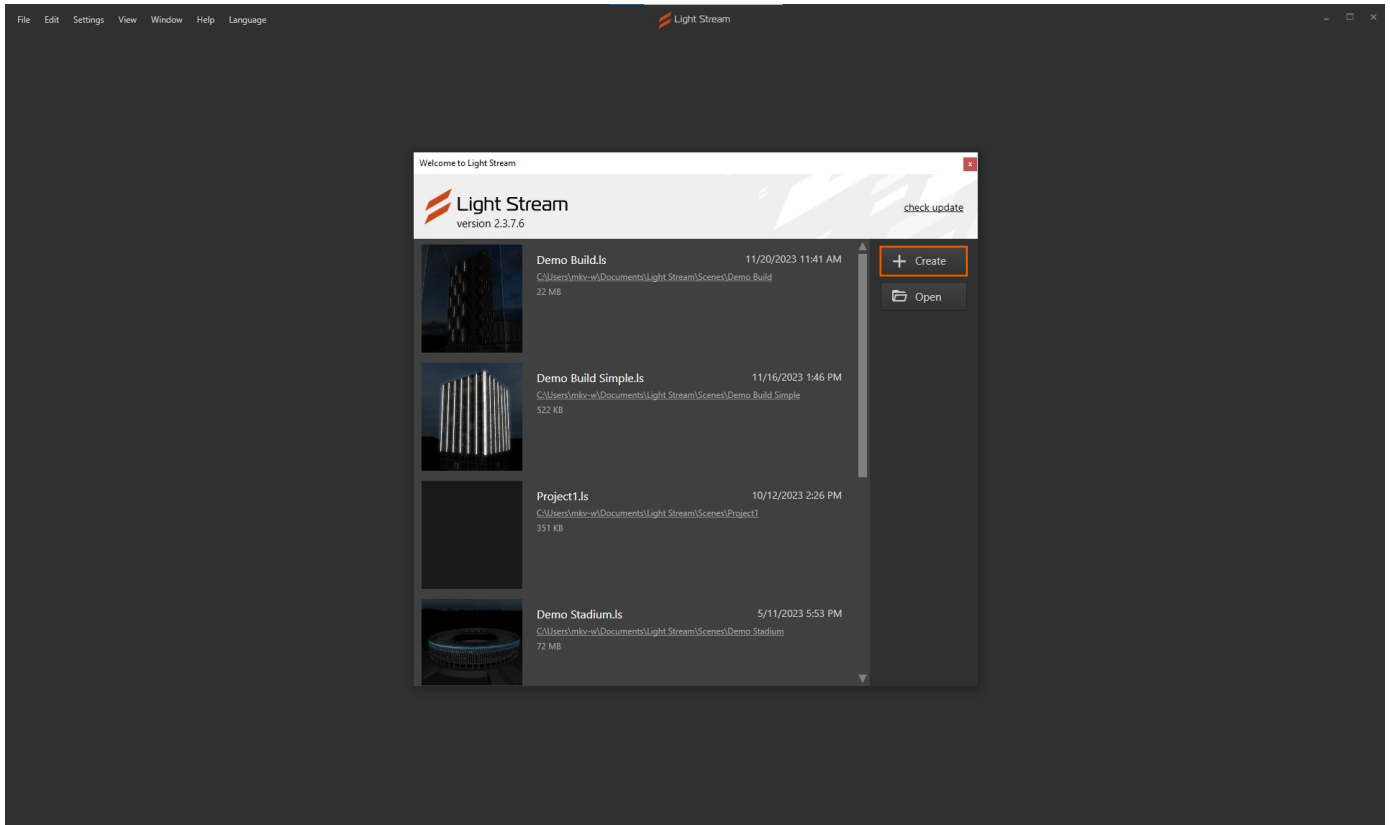 File Edit Settings View Window Help Language
Light Stream
Welcome to Light Stream
x
Light Stream
version 2.3.7.6
check update
Demo Build.ls 11/20/2023 11:41 AM
C:\Users\mkv-w\Documents\Light Stream\Scenes\Demo Build
22 MB
Create
Open
Demo Build Simple.ls 11/16/2023 1:46 PM
C:\Users\mkv-w\Documents\Light Stream\Scenes\Demo Build Simple
522 KB
Project1.ls 10/12/2023 2:26 PM
C:\Users\mkv-w\Documents\Light Stream\Scenes\Project1
351 KB
Demo Stadium.ls 5/11/2023 5:53 PM
C:\Users\mkv-w\Documents\Light Stream\Scenes\Demo Stadium
72 MB